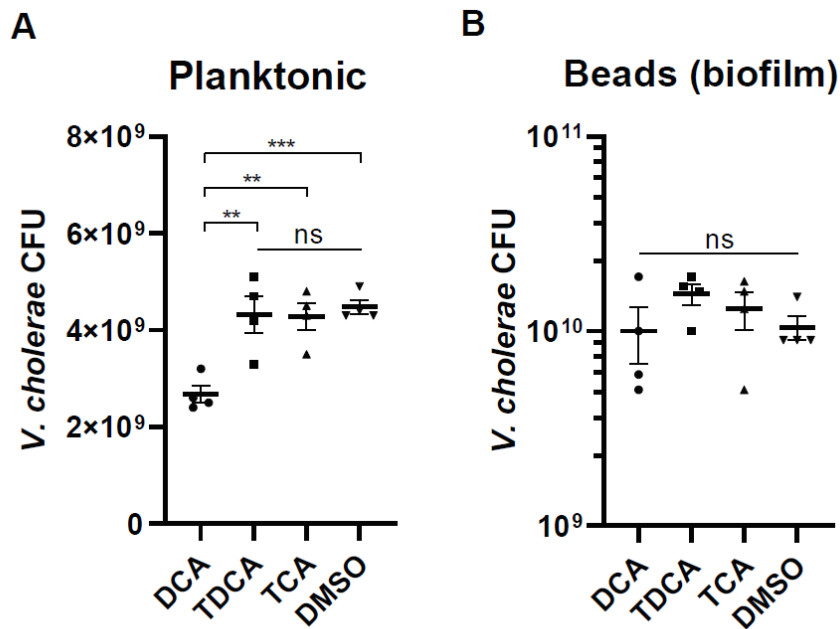 A
Planktonic
V. cholerae CFU
8×10⁹
6×10⁹
4×10⁹
2×10⁹
0
***
**
**
ns
DCA
TDCA
TCA
DMSO
B
Beads (biofilm)
V. cholerae CFU
10¹¹
10¹⁰
10⁹
ns
DCA
TDCA
TCA
DMSO